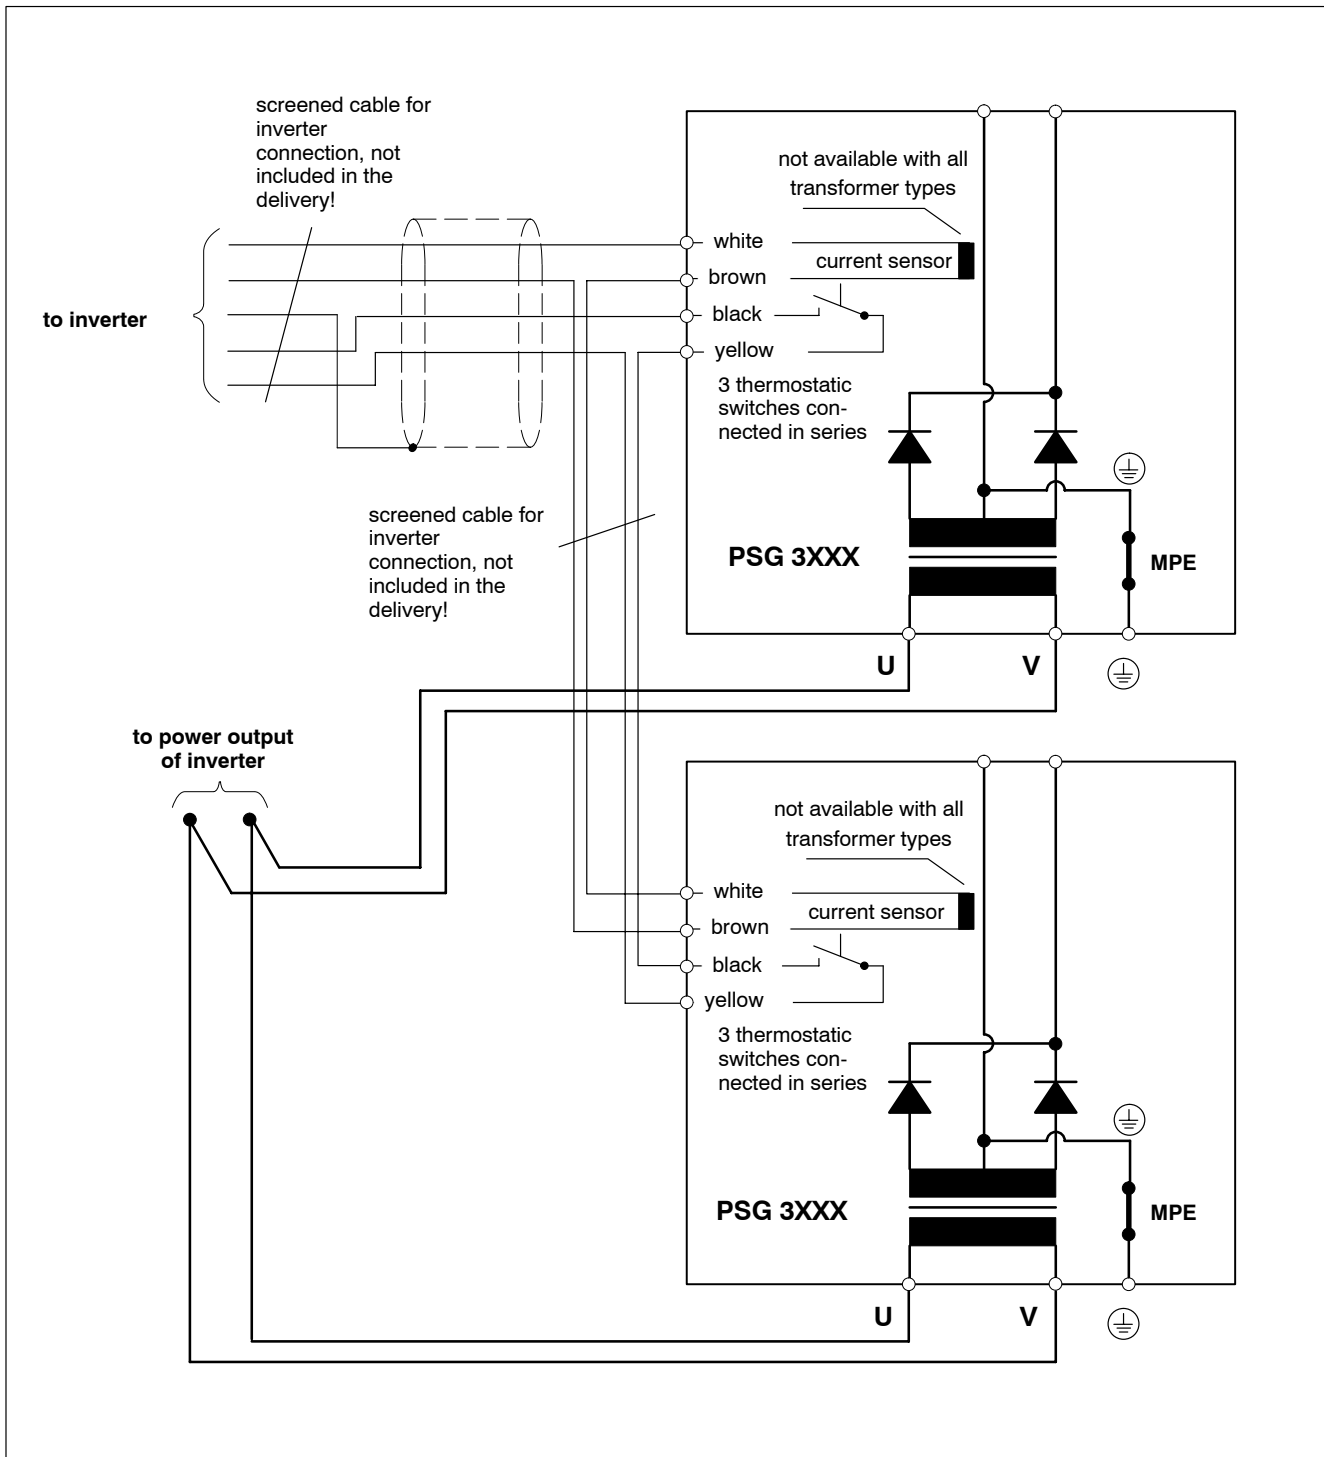 screened cable for
inverter
connection, not
included in the
delivery!
to inverter
not available with all
transformer types
white
current sensor
brown
black
yellow
3 thermostatic
switches con-
nected in series
screened cable for
inverter
connection, not
included in the
delivery!
PSG 3XXX
MPE
U
V
to power output
of inverter
not available with all
transformer types
white
current sensor
brown
black
yellow
3 thermostatic
switches con-
nected in series
PSG 3XXX
MPE
U
V